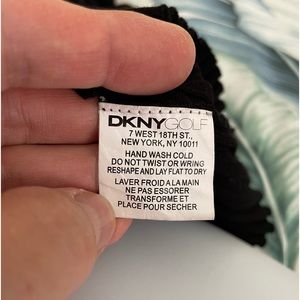 DKNYGOLF
7 WEST 18TH ST.,
NEW YORK, NY 10011
HAND WASH COLD
DO NOT TWIST OR WRING
RESHAPE AND LAY FLAT TO DRY
LAVER FROID A LA MAIN
NE PAS ESSORER
TRANSFORME ET
PLACE POUR SÈCHER